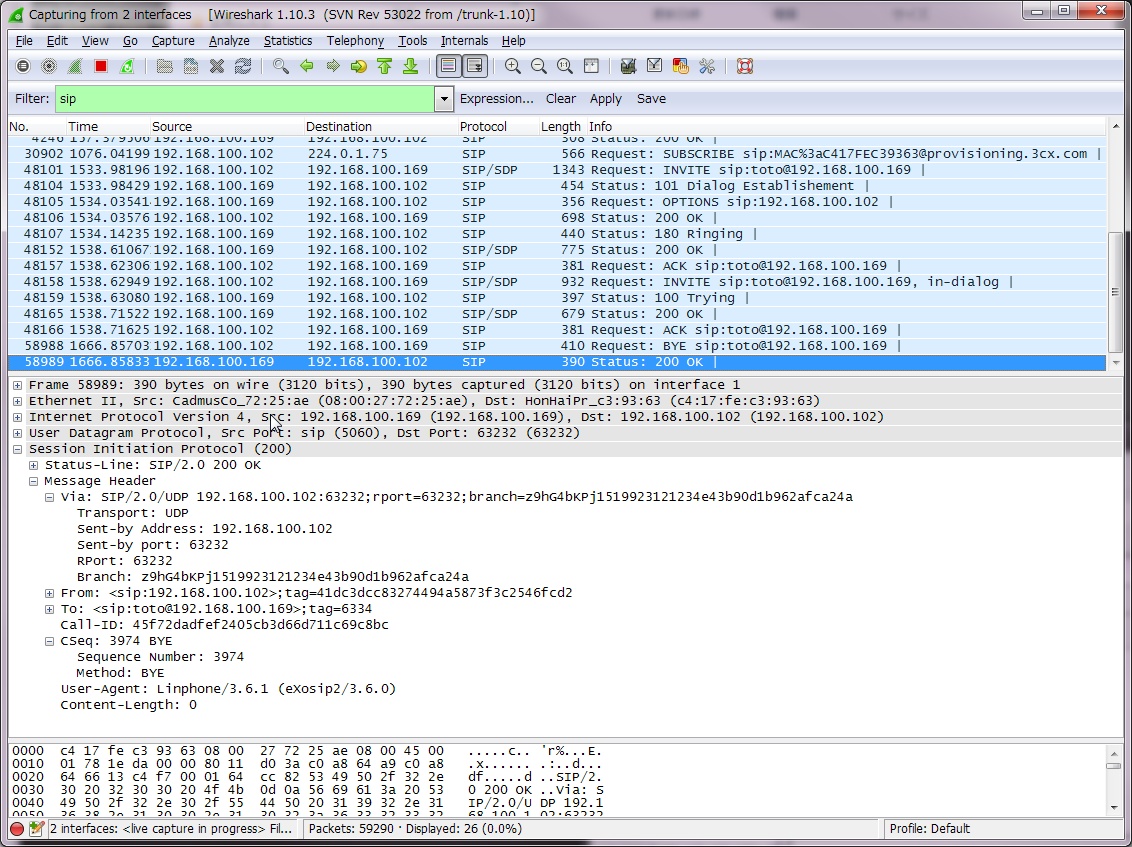 Capturing from 2 interfaces [Wireshark 1.10.3 (SVN Rev 53022 from /trunk-1.10)]
File Edit View Go Capture Analyze Statistics Telephony Tools Internals Help
Filter: sip Expression... Clear Apply Save
No. Time Source Destination Protocol Length Info
4246 157.379506 192.168.100.169 192.168.100.102 SIP 308 Status: 200 OK |
30902 1076.04199 192.168.100.102 224.0.1.75 SIP 566 Request: SUBSCRIBE sip:MAC%3ac417FEC39363@provisioning.3cx.com |
48101 1533.98196 192.168.100.102 192.168.100.169 SIP/SDP 1343 Request: INVITE sip:toto@192.168.100.169 |
48104 1533.98429 192.168.100.169 192.168.100.102 SIP 454 Status: 101 Dialog Establishement |
48105 1534.03541 192.168.100.169 192.168.100.102 SIP 356 Request: OPTIONS sip:192.168.100.102 |
48106 1534.03576 192.168.100.102 192.168.100.169 SIP 698 Status: 200 OK |
48107 1534.14235 192.168.100.169 192.168.100.102 SIP 440 Status: 180 Ringing |
48152 1538.61067 192.168.100.169 192.168.100.102 SIP/SDP 775 Status: 200 OK |
48157 1538.62306 192.168.100.102 192.168.100.169 SIP 381 Request: ACK sip:toto@192.168.100.169 |
48158 1538.62949 192.168.100.102 192.168.100.169 SIP/SDP 932 Request: INVITE sip:toto@192.168.100.169, in-dialog |
48159 1538.63080 192.168.100.169 192.168.100.102 SIP 397 Status: 100 Trying |
48165 1538.71522 192.168.100.169 192.168.100.102 SIP/SDP 679 Status: 200 OK |
48166 1538.71625 192.168.100.102 192.168.100.169 SIP 381 Request: ACK sip:toto@192.168.100.169 |
58988 1666.85703 192.168.100.102 192.168.100.169 SIP 410 Request: BYE sip:toto@192.168.100.169 |
58989 1666.85833 192.168.100.169 192.168.100.102 SIP 390 Status: 200 OK |
Frame 58989: 390 bytes on wire (3120 bits), 390 bytes captured (3120 bits) on interface 1
Ethernet II, Src: CadmusCo_72:25:ae (08:00:27:72:25:ae), Dst: HonHaiPr_c3:93:63 (c4:17:fe:c3:93:63)
Internet Protocol Version 4, Src: 192.168.100.169 (192.168.100.169), Dst: 192.168.100.102 (192.168.100.102)
User Datagram Protocol, Src Port: sip (5060), Dst Port: 63232 (63232)
Session Initiation Protocol (200)
Status-Line: SIP/2.0 200 OK
Message Header
Via: SIP/2.0/UDP 192.168.100.102:63232;rport=63232;branch=z9hG4bKPj1519923121234e43b90d1b962afca24a
Transport: UDP
Sent-by Address: 192.168.100.102
Sent-by port: 63232
RPort: 63232
Branch: z9hG4bKPj1519923121234e43b90d1b962afca24a
From: <sip:192.168.100.102>;tag=41dc3dcc83274494a5873f3c2546fcd2
To: <sip:toto@192.168.100.169>;tag=6334
Call-ID: 45f72dadfef2405cb3d66d711c69c8bc
CSeq: 3974 BYE
Sequence Number: 3974
Method: BYE
User-Agent: Linphone/3.6.1 (eXosip2/3.6.0)
Content-Length: 0
0000 c4 17 fe c3 93 63 08 00 27 72 25 ae 08 00 45 00 .....c.. 'r%...E.
0010 01 78 1e da 00 00 80 11 d0 3a c0 a8 64 a9 c0 a8 .x...... .:..d...
0020 64 66 13 c4 f7 00 01 64 cc 82 53 49 50 2f 32 2e df.....d ..SIP/2.
0030 30 20 32 30 30 20 4f 4b 0d 0a 56 69 61 3a 20 53 0 200 OK ..Via: S
0040 49 50 2f 32 2e 30 2f 55 44 50 20 31 39 32 2e 31 IP/2.0/U DP 192.1
0050 36 38 2e 31 30 30 2e 31 30 32 3a 36 33 32 33 32 68.100.1 02:63232
2 interfaces: <live capture in progress> Fil... Packets: 59290 · Displayed: 26 (0.0%) Profile: Default